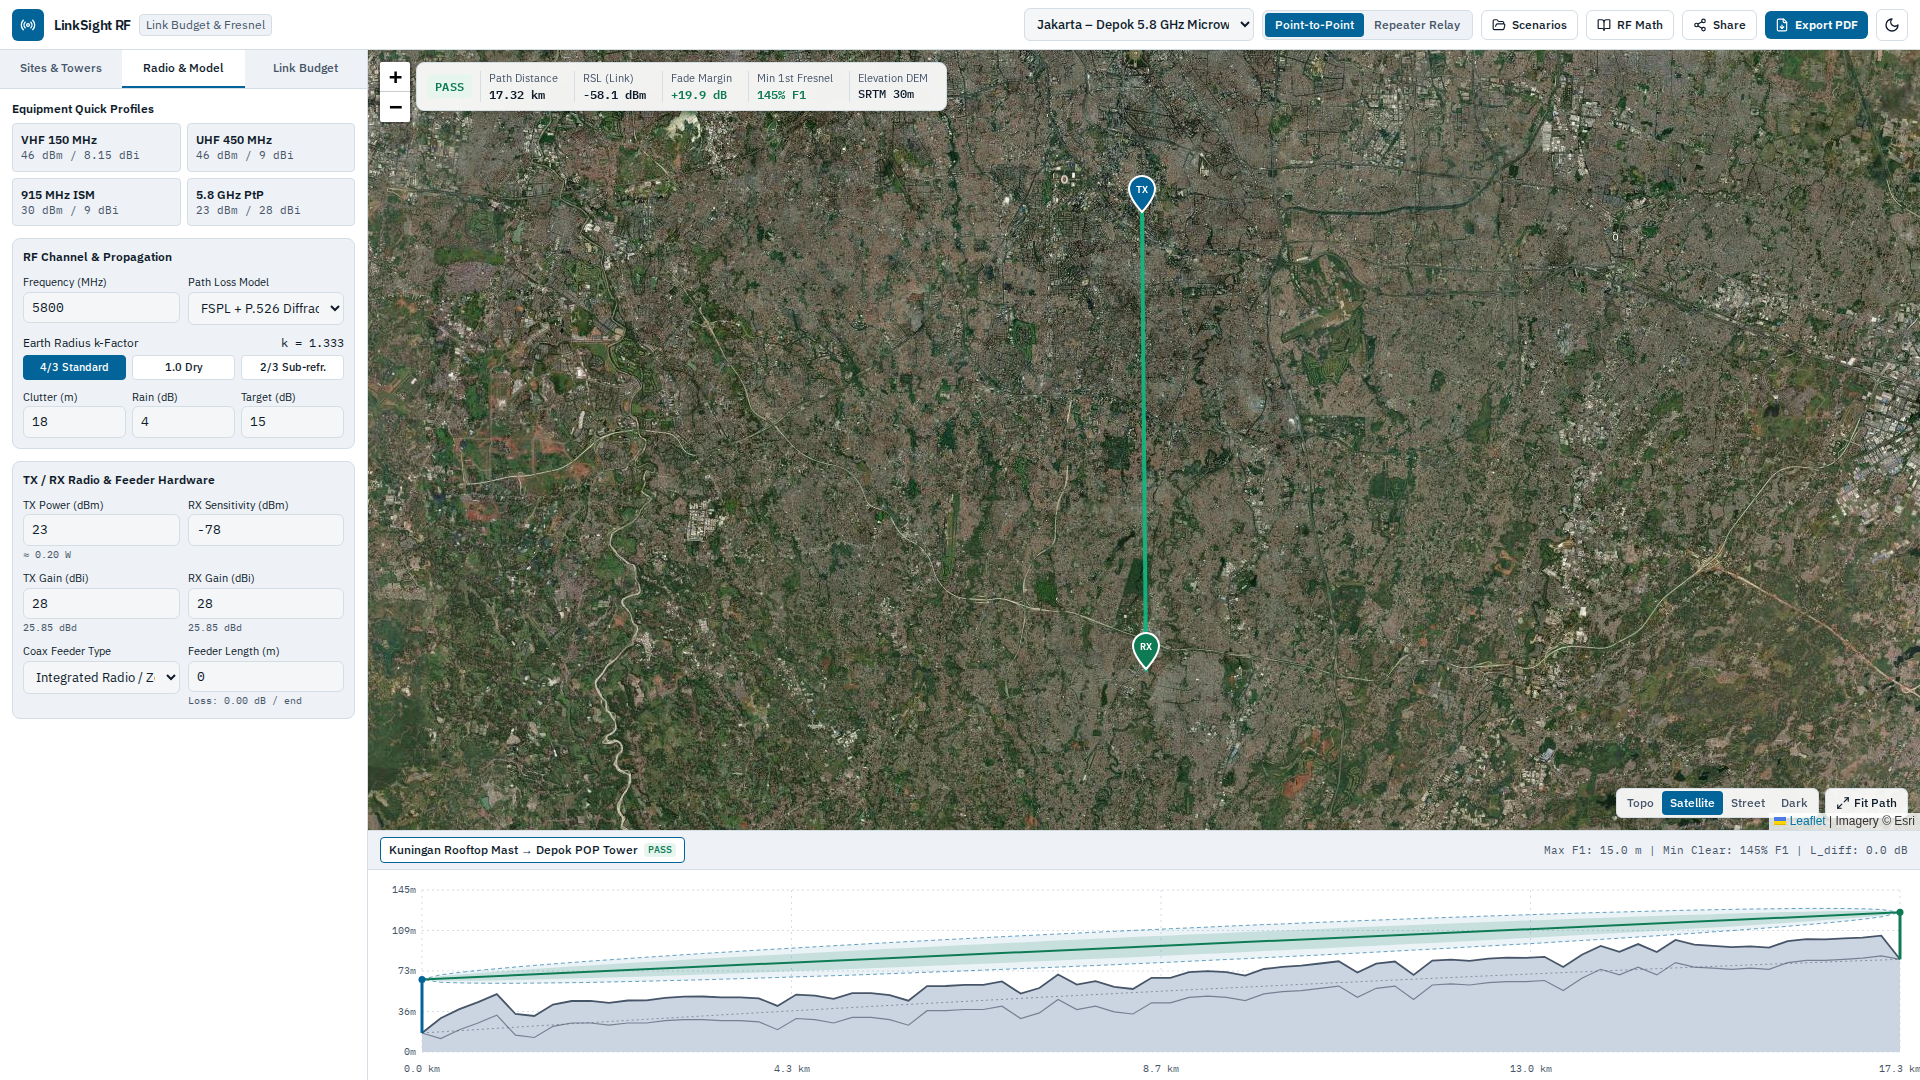 LinkSight RF
Link Budget & Fresnel
Jakarta – Depok 5.8 GHz Microw
Point-to-Point
Repeater Relay
Scenarios
RF Math
Share
Export PDF
Sites & Towers
Radio & Model
Link Budget
Equipment Quick Profiles
VHF 150 MHz
46 dBm / 8.15 dBi
UHF 450 MHz
46 dBm / 9 dBi
915 MHz ISM
30 dBm / 9 dBi
5.8 GHz PtP
23 dBm / 28 dBi
RF Channel & Propagation
Frequency (MHz)
Path Loss Model
5800
FSPL + P.526 Diffrac
Earth Radius k-Factor
k = 1.333
4/3 Standard
1.0 Dry
2/3 Sub-refr.
Clutter (m)
Rain (dB)
Target (dB)
18
4
15
TX / RX Radio & Feeder Hardware
TX Power (dBm)
RX Sensitivity (dBm)
23
-78
≈ 0.20 W
TX Gain (dBi)
RX Gain (dBi)
28
28
25.85 dBd
25.85 dBd
Coax Feeder Type
Feeder Length (m)
Integrated Radio / Z
0
Loss: 0.00 dB / end
+
−
PASS
Path Distance
17.32 km
RSL (Link)
-58.1 dBm
Fade Margin
+19.9 dB
Min 1st Fresnel
145% F1
Elevation DEM
SRTM 30m
TX
RX
Topo
Satellite
Street
Dark
Fit Path
Leaflet | Imagery © Esri
Kuningan Rooftop Mast → Depok POP Tower PASS
Max F1: 15.0 m | Min Clear: 145% F1 | L_diff: 0.0 dB
145m
109m
73m
36m
0m
0.0 km
4.3 km
8.7 km
13.0 km
17.3 km